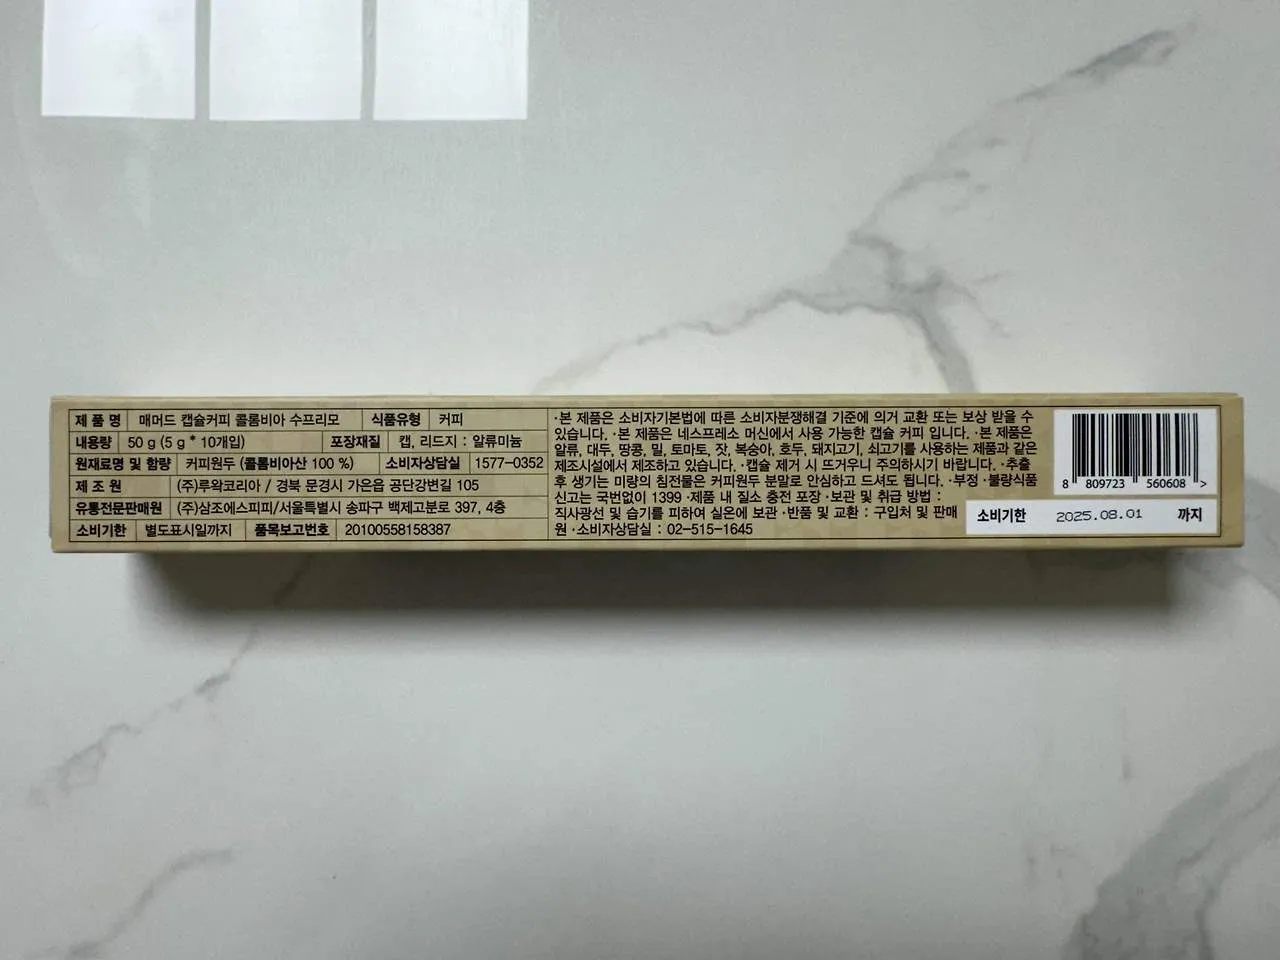 제 품 명 매머드 캡슐커피 콜롬비아 수프리모 식품유형 커피
내용량 50 g (5 g * 10개입) 포장재질 캡, 리드지 : 알류미늄
원재료명 및 함량 커피원두 (콜롬비아산 100 %) 소비자상담실 1577-0352
제 조 원 (주)루왁코리아 / 경북 문경시 가은읍 공단강변길 105
유통전문판매원 (주)삼조에스피피/서울특별시 송파구 백제고분로 397, 4층
소비기한 별도표시일까지 품목보고번호 20100558158387
·본 제품은 소비자기본법에 따른 소비자분쟁해결 기준에 의거 교환 또는 보상 받을 수
있습니다. ·본 제품은 네스프레소 머신에서 사용 가능한 캡슐 커피 입니다. ·본 제품은
알류, 대두, 땅콩, 밀, 토마토, 잣, 복숭아, 호두, 돼지고기, 쇠고기를 사용하는 제품과 같은
제조시설에서 제조하고 있습니다. ·캡슐 제거 시 뜨거우니 주의하시기 바랍니다. ·추출
후 생기는 미량의 침전물은 커피원두 분말로 안심하고 드셔도 됩니다. ·부정 ·불량식품
신고는 국번없이 1399 ·제품 내 질소 충전 포장 ·보관 및 취급 방법 :
직사광선 및 습기를 피하여 실온에 보관 ·반품 및 교환 : 구입처 및 판매
원 ·소비자상담실 : 02-515-1645
8 809723 560608 >
소비기한 2025.08.01 까지